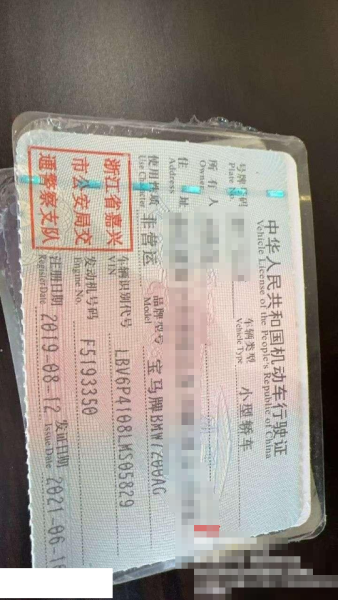 中华人民共和国机动车行驶证
Vehicle License of the People's Republic of China
号牌号码
Plate No.
车辆类型
Vehicle Type
小型轿车
所有人
Owner
住址
Address
使用性质
Use Character
非营运
品牌型号
Model
宝马牌BMW7200AG
浙江省嘉兴
市公安局交
通警察支队
车辆识别代号
VIN
LBV6P4108LMS05829
发动机号码
Engine No.
F5193350
注册日期
Register Date
2019-08-12
发证日期
Issue Date